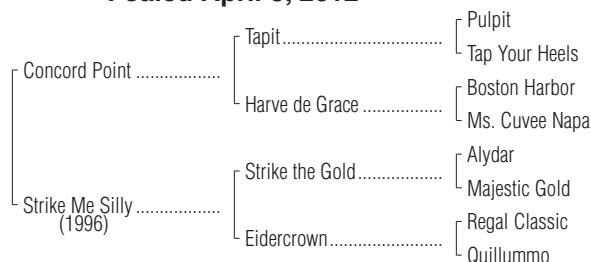 Foaled April 2012
Pulpit
Tapit
Tap Your Heels
Concord Point
Boston Harbor
Harve de Grace
Ms. Cuvee Napa
Alydar
Strike the Gold
Majestic Gold
Strike Me Silly
(1996)
Regal Classic
Eidercrown
Quillummo